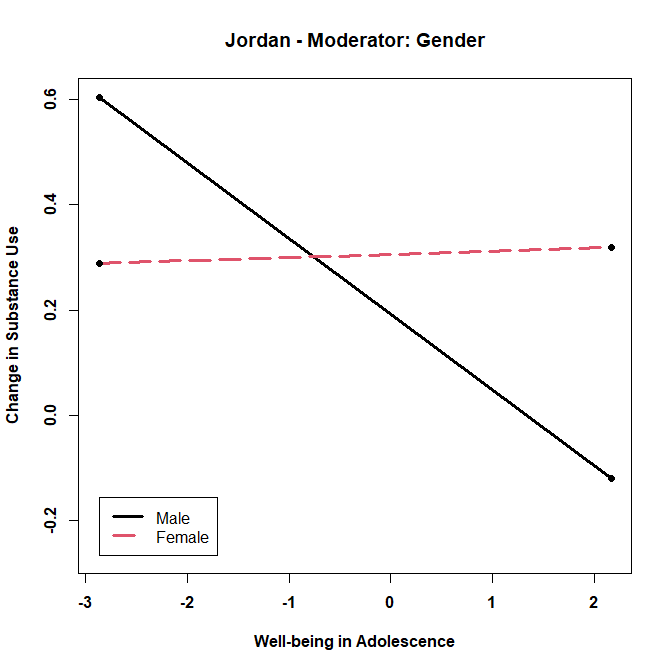 Jordan - Moderator: Gender
Change in Substance Use
0.6
0.4
0.2
0.0
-0.2
Male
Female
-3 -2 -1 0 1 2
Well-being in Adolescence